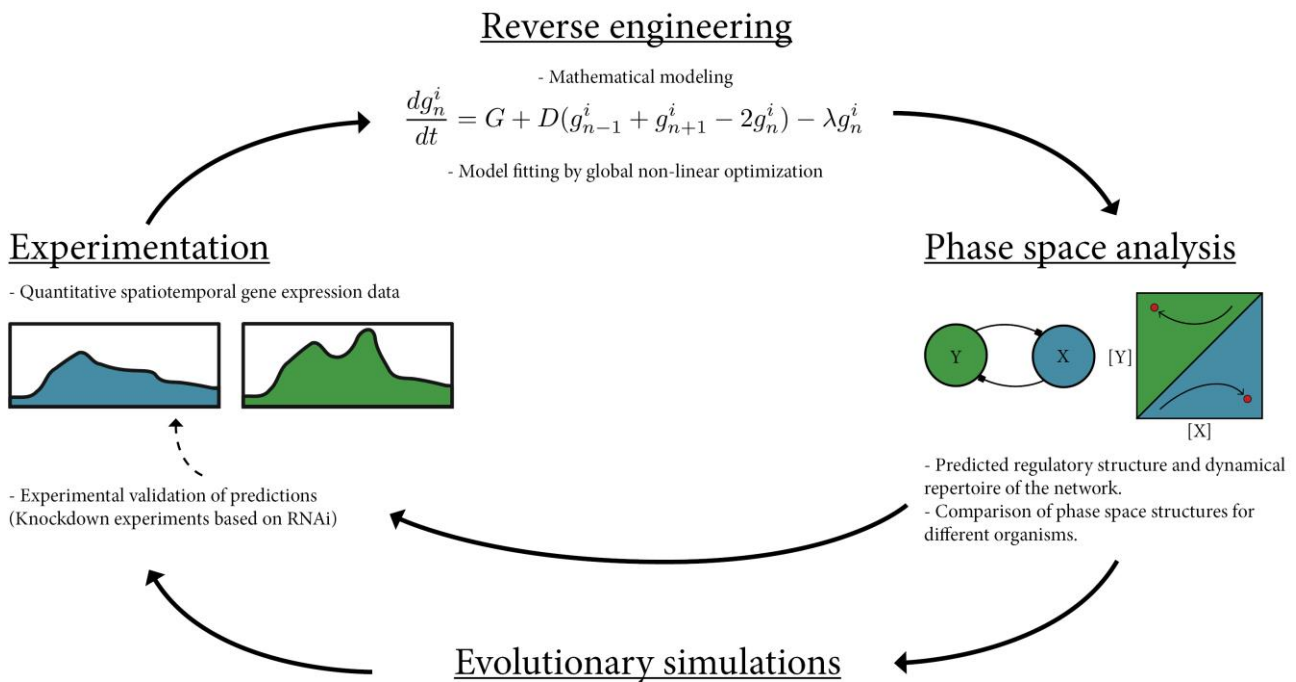 Reverse engineering
- Mathematical modeling
\frac{dg_n^i}{dt} = G + D(g_{n-1}^i + g_{n+1}^i - 2g_n^i) - λg_n^i
- Model fitting by global non-linear optimization
Experimentation
- Quantitative spatiotemporal gene expression data
- Experimental validation of predictions
(Knockdown experiments based on RNAi)
Phase space analysis
Y
X
[Y]
[X]
- Predicted regulatory structure and dynamical
repertoire of the network.
- Comparison of phase space structures for
different organisms.
Evolutionary simulations